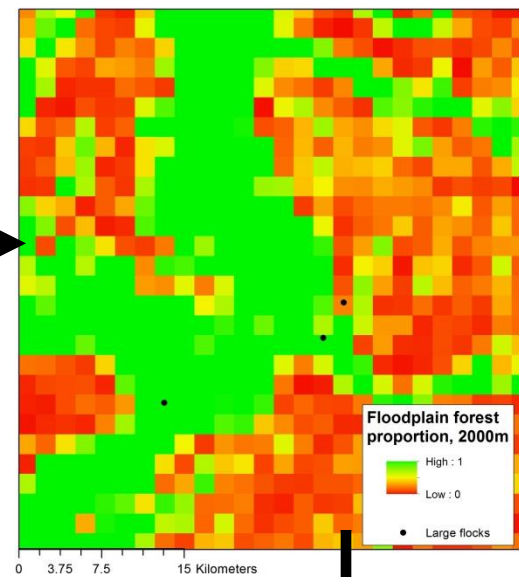 Floodplain forest
proportion, 2000m
High : 1
Low : 0
Large flocks
0 3.75 7.5 15 Kilometers